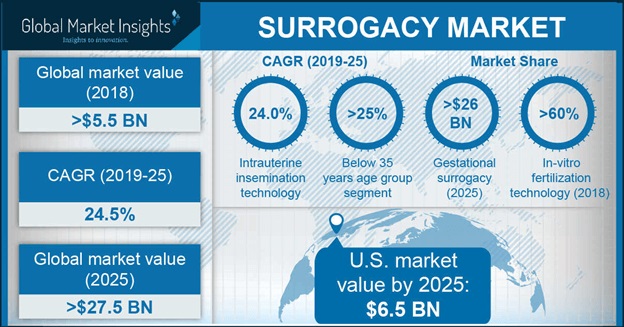 Global Market Insights
Insights to innovation
SURROGACY MARKET
Global market value
(2018)
>$5.5 BN
CAGR (2019-25)
24.5%
Global market value
(2025)
>$27.5 BN
CAGR (2019-25)
24.0%
Intrauterine
insemination
technology
>25%
Below 35
years age group
segment
Market Share
>$26
BN
Gestational
surrogacy
(2025)
>60%
In-vitro
fertilization
technology (2018)
U.S. market
value by 2025:
$6.5 BN